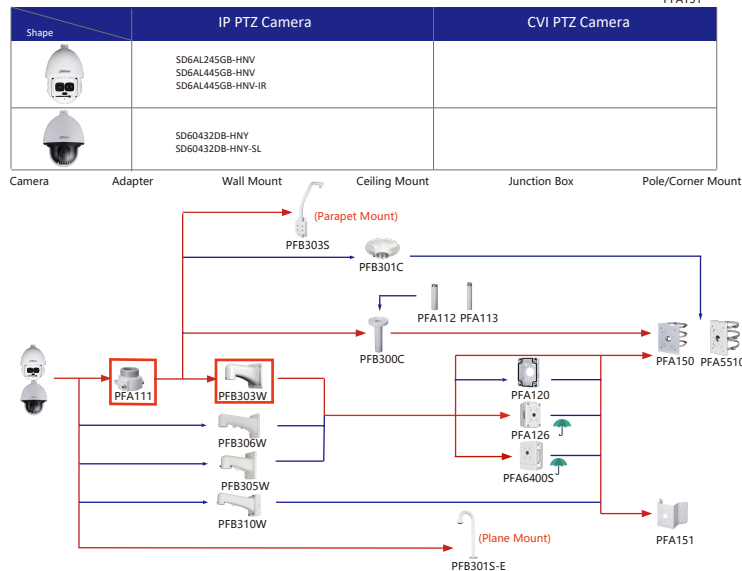 PFA151
Shape
IP PTZ Camera
CVI PTZ Camera
SD6AL245GB-HNV
SD6AL445GB-HNV
SD6AL445GB-HNV-IR
SD60432DB-HNY
SD60432DB-HNY-SL
Camera
Adapter
Wall Mount
Ceiling Mount
Junction Box
Pole/Corner Mount
(Parapet Mount)
PFB303S
PFB301C
PFA112
PFA113
PFB300C
PFA150
PFA5510
PFA111
PFB303W
PFA120
PFA126
PFB306W
PFA6400S
PFB305W
PFB310W
PFA151
(Plane Mount)
PFB301S-E